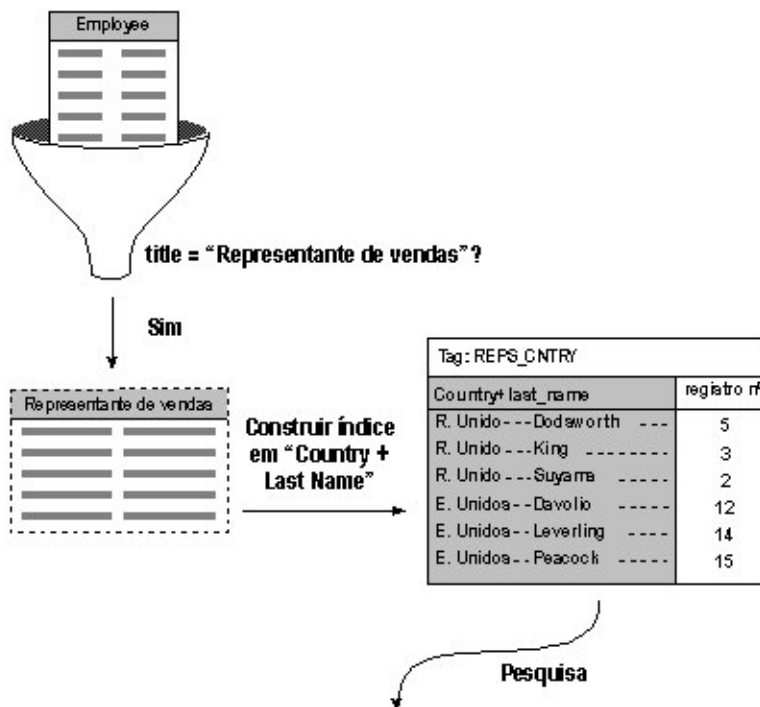 Employee
title = “Representante de vendas”?
Sim
Representante de vendas
Construir índice
em “Country +
Last Name”
Tag: REPS_CNTRY
Country+last_name registro nº
R. Unido---Dodsworth --- 5
R. Unido---King ------- 3
R. Unido---Suyama ----- 2
E. Unidos--Davolio ---- 12
E. Unidos--Leverling ---- 14
E. Unidos--Peacock ----- 15
Pesquisa